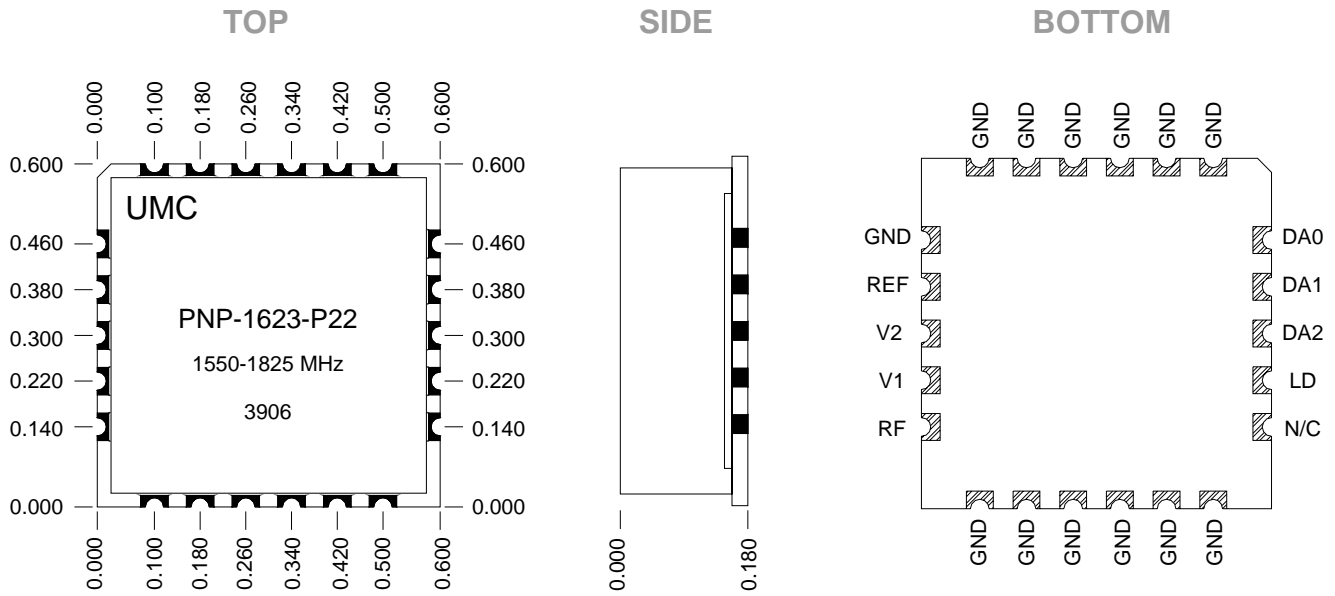 TOP
SIDE
BOTTOM
0.000 0.100 0.180 0.260 0.340 0.420 0.500 0.600
0.600
0.460
0.380
0.300
0.220
0.140
0.000
UMC
PNP-1623-P22
1550-1825 MHz
3906
0.600
0.460
0.380
0.300
0.220
0.140
0.000
0.000 0.100 0.180 0.260 0.340 0.420 0.500 0.600
0.000 0.180
GND GND GND GND GND GND
GND
REF
V2
V1
RF
DA0
DA1
DA2
LD
N/C
GND GND GND GND GND GND